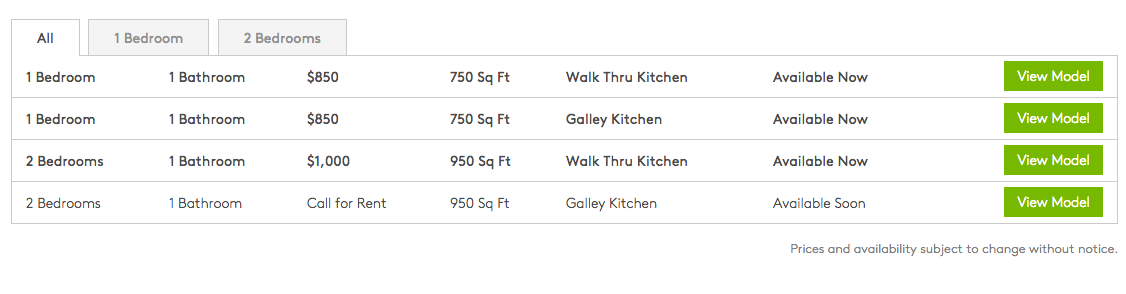 All 1 Bedroom 2 Bedrooms
1 Bedroom 1 Bathroom $850 750 Sq Ft Walk Thru Kitchen Available Now View Model
1 Bedroom 1 Bathroom $850 750 Sq Ft Galley Kitchen Available Now View Model
2 Bedrooms 1 Bathroom $1,000 950 Sq Ft Walk Thru Kitchen Available Now View Model
2 Bedrooms 1 Bathroom Call for Rent 950 Sq Ft Galley Kitchen Available Soon View Model
Prices and availability subject to change without notice.